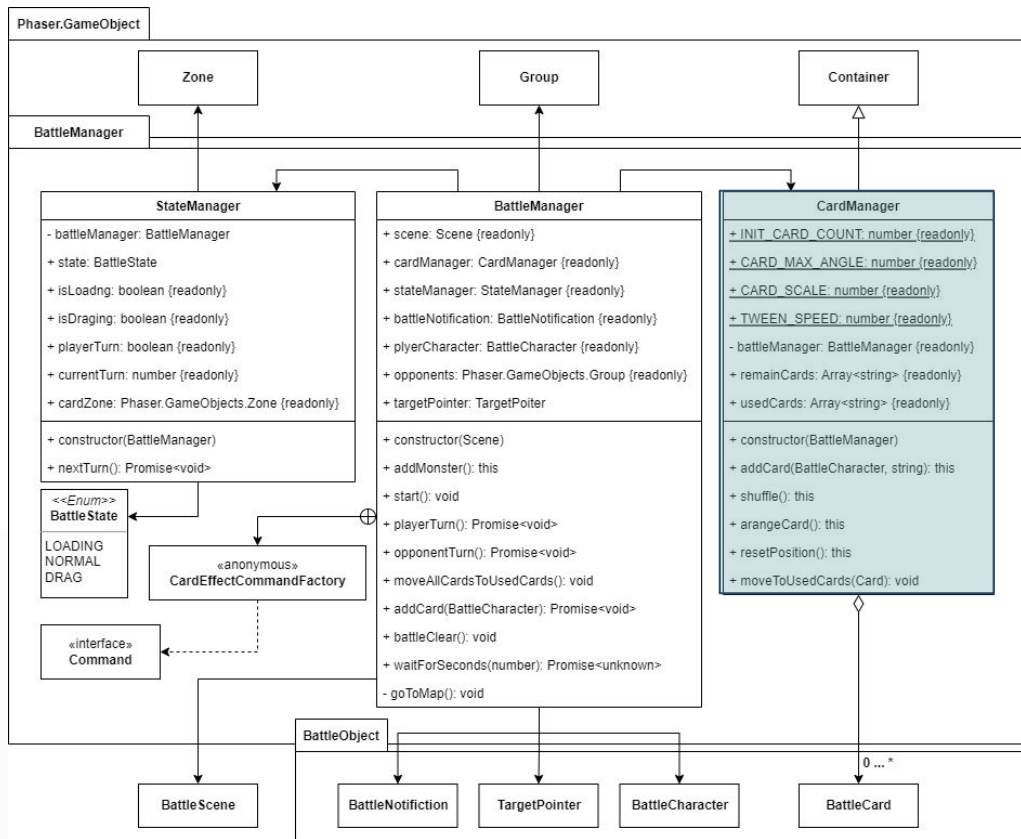 Phaser.GameObject
Zone
Group
Container
BattleManager
StateManager
- battleManager: BattleManager
+ state: BattleState
+ isLoadng: boolean {readonly}
+ isDraging: boolean {readonly}
+ playerTurn: boolean {readonly}
+ currentTurn: number {readonly}
+ cardZone: Phaser.GameObjects.Zone {readonly}
+ constructor(BattleManager)
+ nextTurn(): Promise<void>
BattleManager
+ scene: Scene {readonly}
+ cardManager: CardManager {readonly}
+ stateManager: StateManager {readonly}
+ battleNotification: BattleNotification {readonly}
+ plyerCharacter: BattleCharacter {readonly}
+ opponents: Phaser.GameObjects.Group {readonly}
+ targetPointer: TargetPoiter
+ constructor(Scene)
+ addMonster(): this
+ start(): void
+ playerTurn(): Promise<void>
+ opponentTurn(): Promise<void>
+ moveAllCardsToUsedCards(): void
+ addCard(BattleCharacter): Promise<void>
+ battleClear(): void
+ waitForSeconds(number): Promise<unknown>
- goToMap(): void
CardManager
+ INIT_CARD_COUNT: number {readonly}
+ CARD_MAX_ANGLE: number {readonly}
+ CARD_SCALE: number {readonly}
+ TWEEN_SPEED: number {readonly}
- battleManager: BattleManager {readonly}
+ remainCards: Array<string> {readonly}
+ usedCards: Array<string> {readonly}
+ constructor(BattleManager)
+ addCard(BattleCharacter, string): this
+ shuffle(): this
+ arangeCard(): this
+ resetPosition(): this
+ moveToUsedCards(Card): void
<<Enum>>
BattleState
LOADING
NORMAL
DRAG
«anonymous»
CardEffectCommandFactory
«interface»
Command
BattleObject
0 ... *
BattleScene
BattleNotifiction
TargetPointer
BattleCharacter
BattleCard